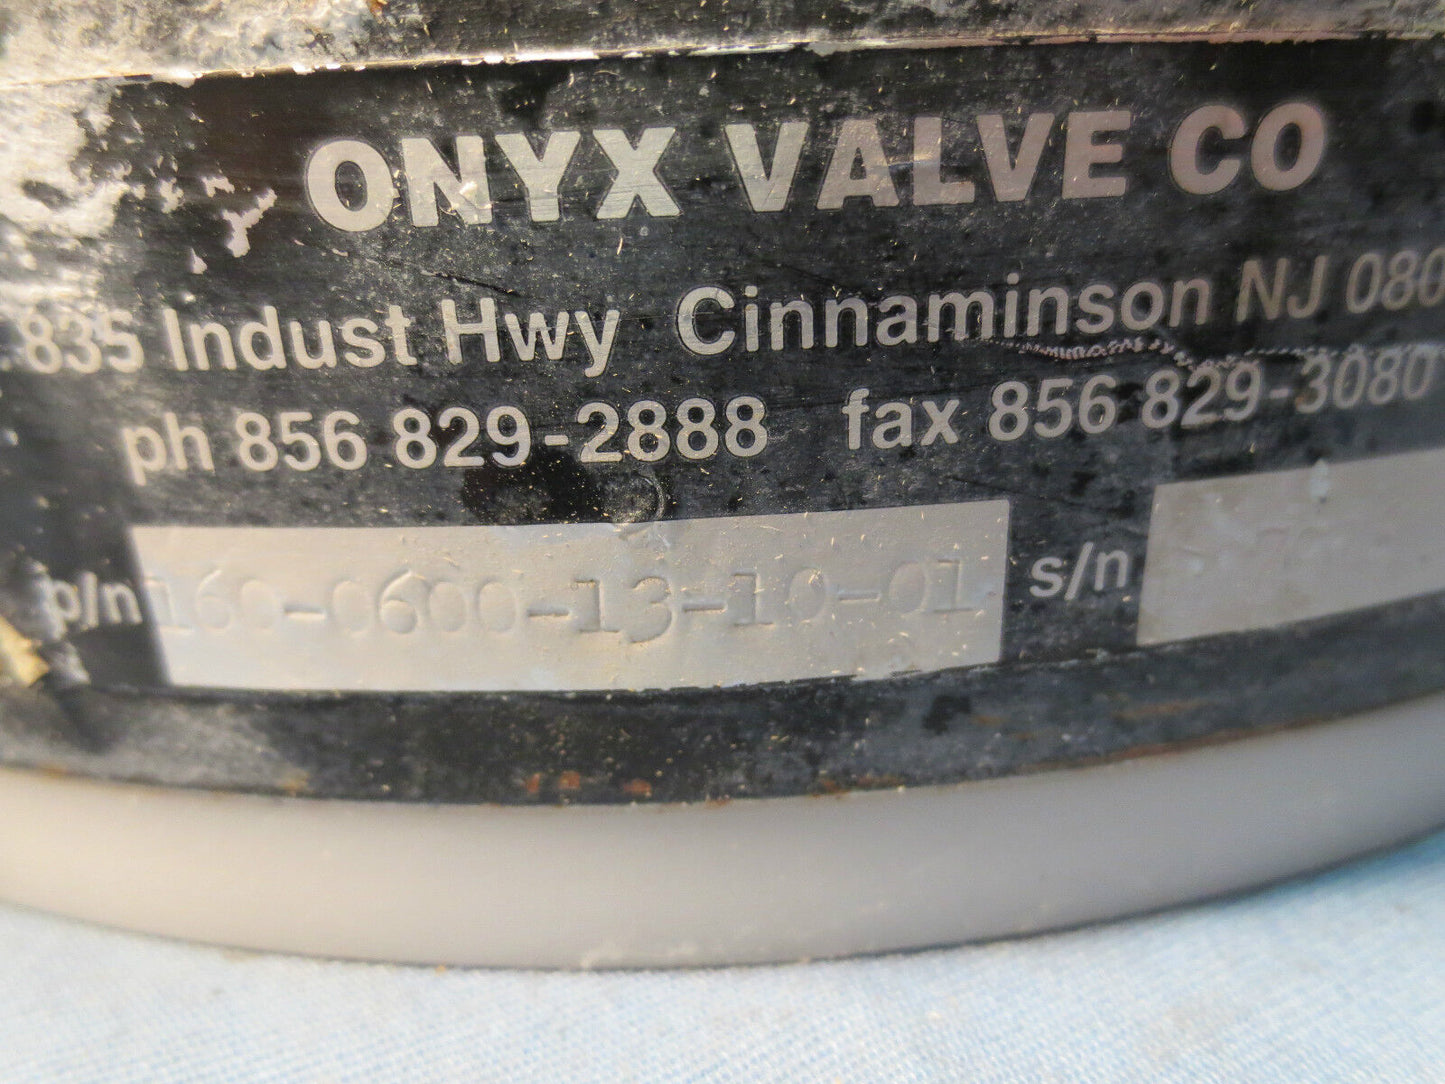 ONYX VALVE CO
835 Indust Hwy Cinnaminson NJ 080
ph 856 829-2888 fax 856 829-3080
p/n 160-0600-13-10-01 s/n